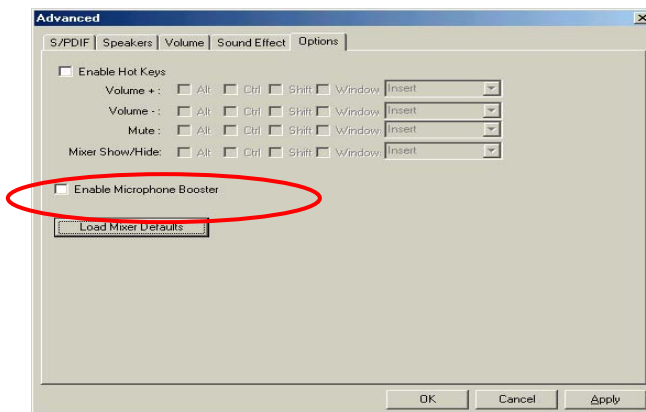 Advanced
S/PDIF Speakers Volume Sound Effect Options
Enable Hot Keys
Volume + : Alt Ctrl Shift Window Insert
Volume - : Alt Ctrl Shift Window Insert
Mute : Alt Ctrl Shift Window Insert
Mixer Show/Hide: Alt Ctrl Shift Window Insert
Enable Microphone Booster
Load Mixer Defaults
OK Cancel Apply